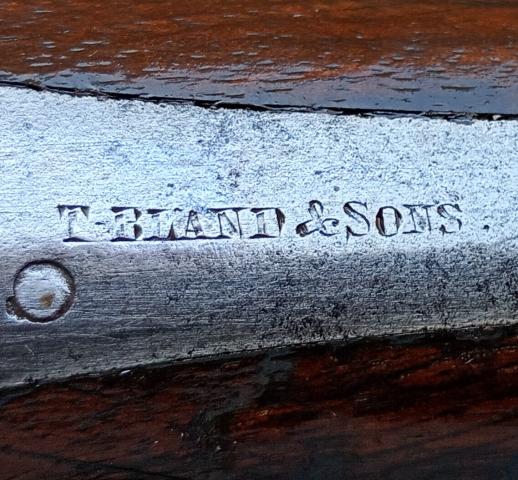 T. BLAND & SONS.